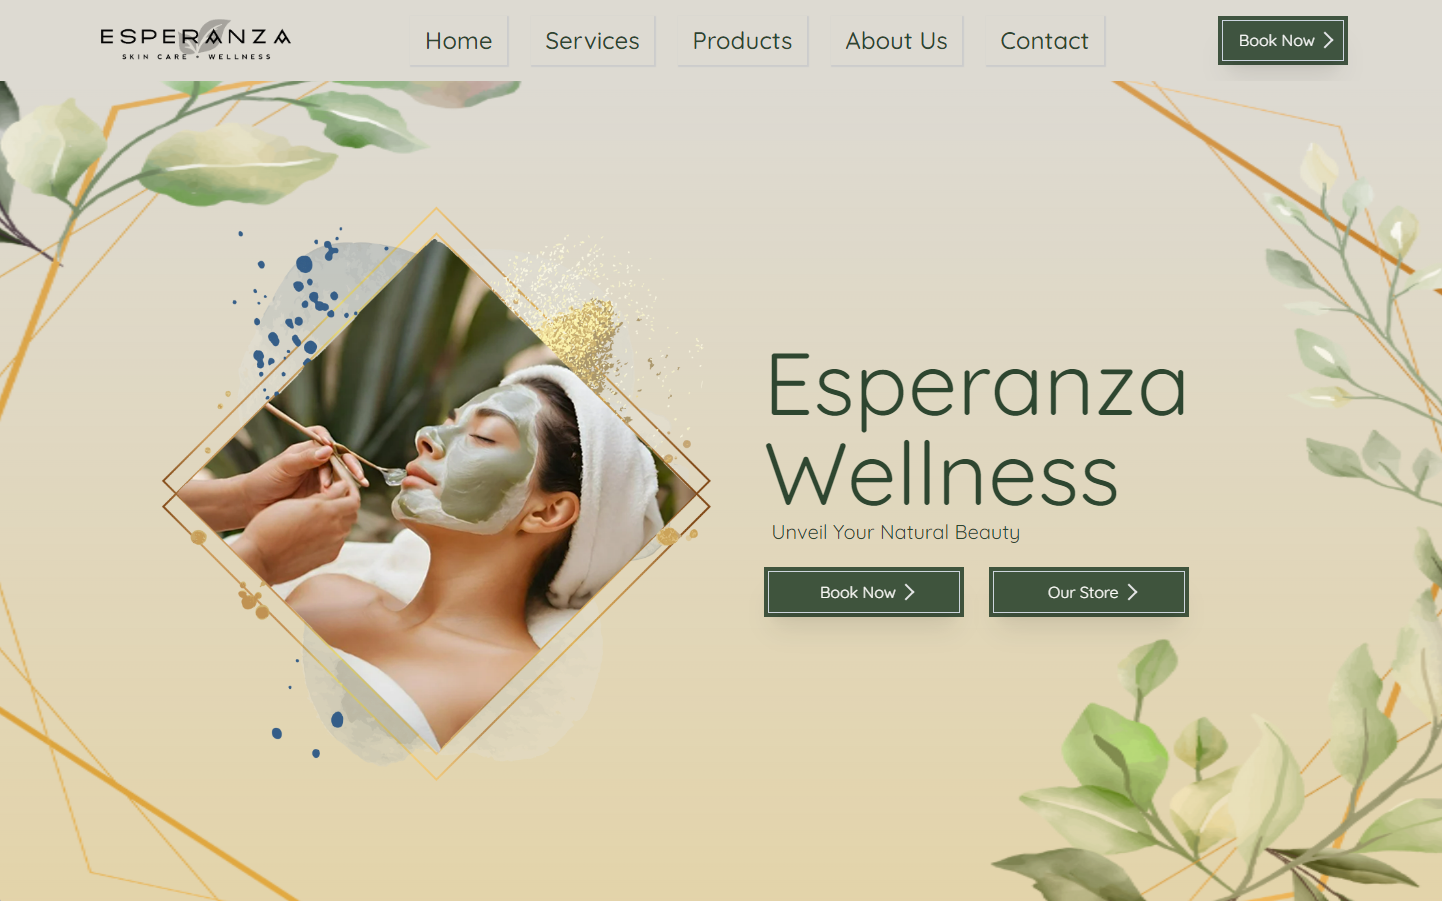 ESPERANZA
SKIN CARE • WELLNESS
Home
Services
Products
About Us
Contact
Book Now
Esperanza
Wellness
Unveil Your Natural Beauty
Book Now
Our Store